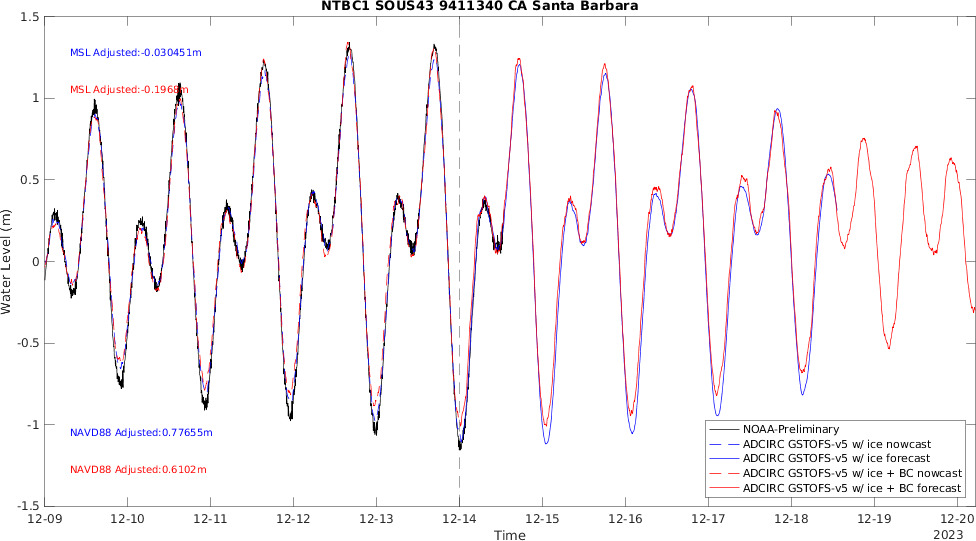 NTBC1 SOUS43 9411340 CA Santa Barbara
1.5
1
0.5
0
-0.5
-1
-1.5
Water Level (m)
MSL Adjusted:-0.030451m
MSL Adjusted:-0.1968m
NAVD88 Adjusted:0.77655m
NAVD88 Adjusted:0.6102m
NOAA-Preliminary
ADCIRC GSTOFS-v5 w/ ice nowcast
ADCIRC GSTOFS-v5 w/ ice forecast
ADCIRC GSTOFS-v5 w/ ice + BC nowcast
ADCIRC GSTOFS-v5 w/ ice + BC forecast
12-09 12-10 12-11 12-12 12-13 12-14 12-15 12-16 12-17 12-18 12-19 12-20
Time
2023